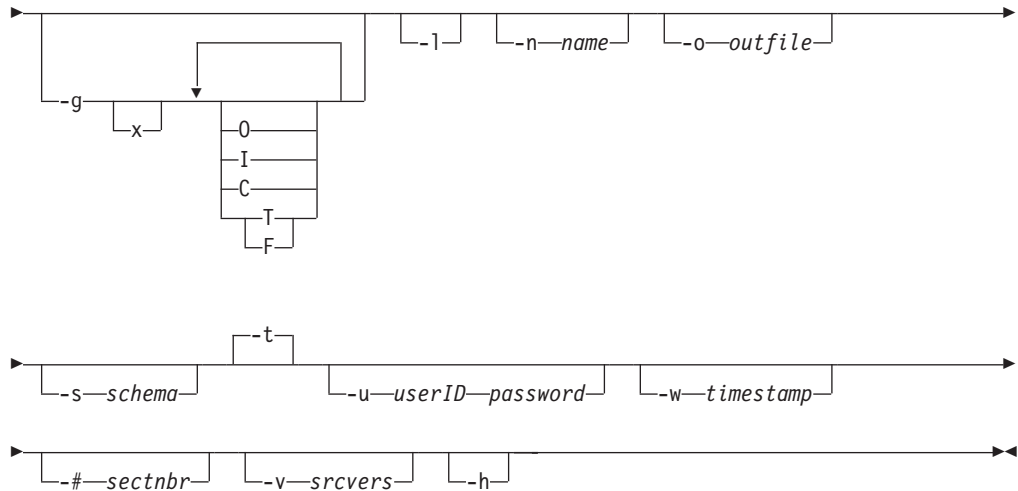 -l -n name -o outfile
-g
x
O
I
C
T
F
-t
-s schema -u userID password -w timestamp
-# sectnbr -v srcvers -h